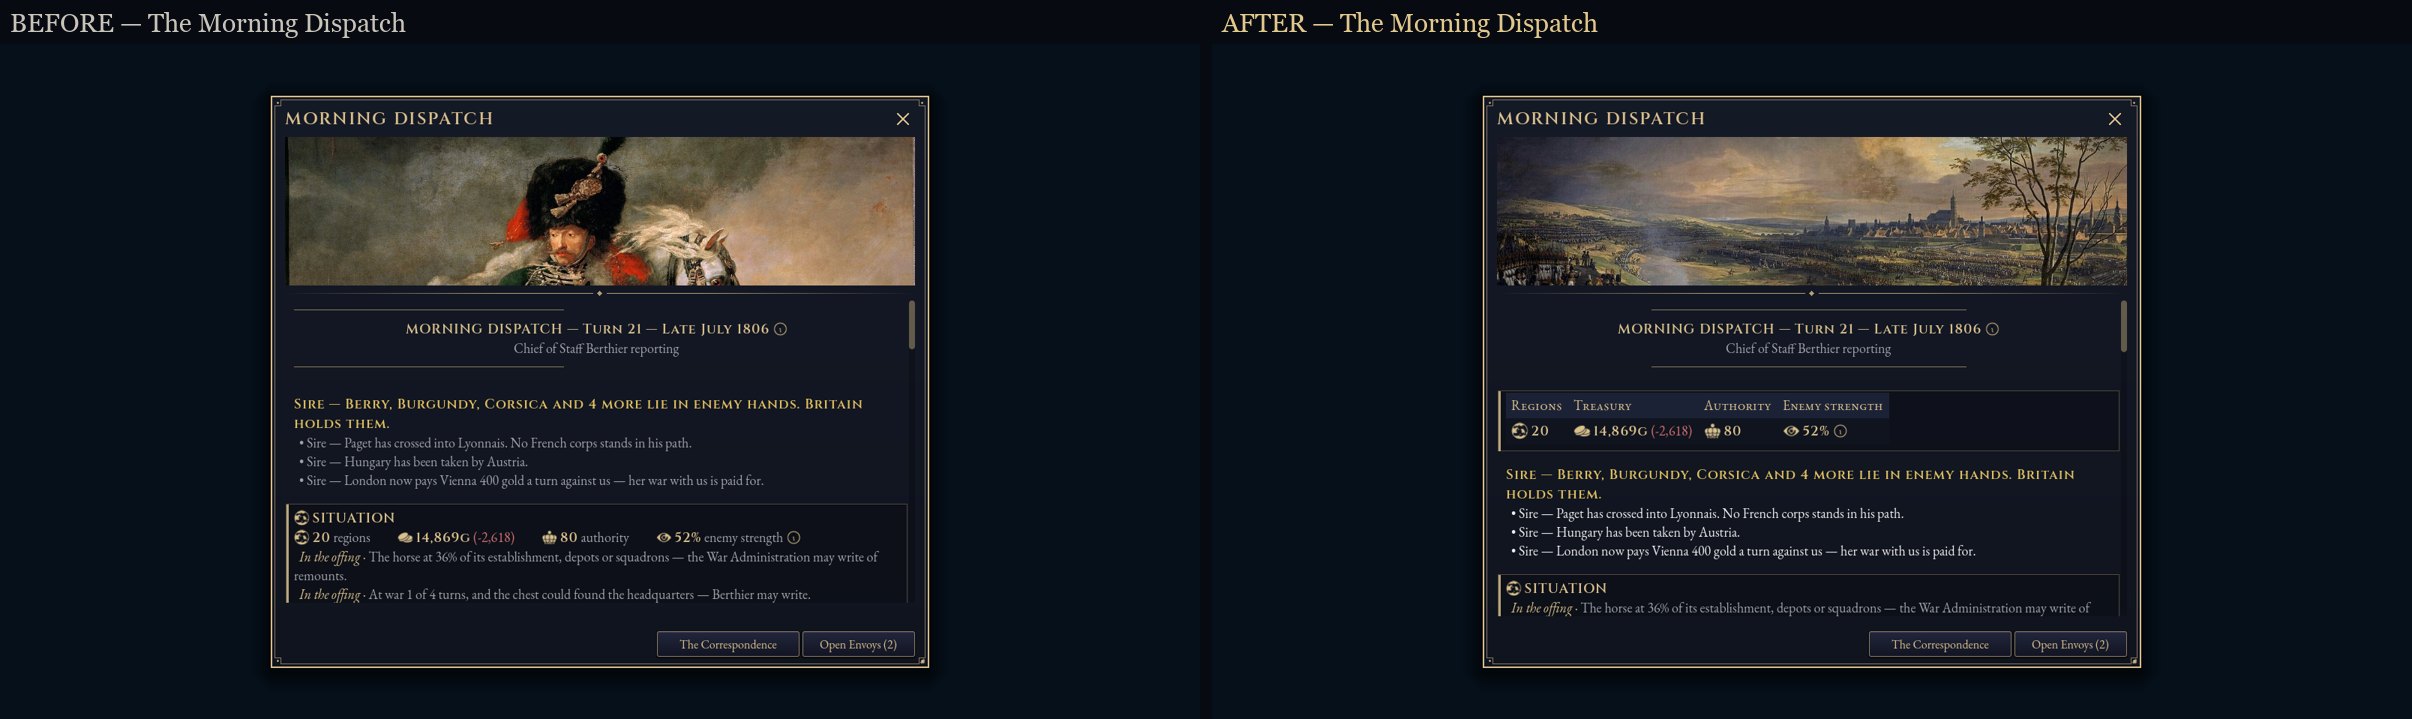 BEFORE — The Morning Dispatch
MORNING DISPATCH
MORNING DISPATCH — Turn 21 — Late July 1806
Chief of Staff Berthier reporting
Sire — Berry, Burgundy, Corsica and 4 more lie in enemy hands. Britain
holds them.
• Sire — Paget has crossed into Lyonnais. No French corps stands in his path.
• Sire — Hungary has been taken by Austria.
• Sire — London now pays Vienna 400 gold a turn against us — her war with us is paid for.
SITUATION
20 regions 14,869g (-2,618) 80 authority 52% enemy strength
In the offing · The horse at 36% of its establishment, depots or squadrons — the War Administration may write of
remounts.
In the offing · At war 1 of 4 turns, and the chest could found the headquarters — Berthier may write.
The Correspondence
Open Envoys (2)
AFTER — The Morning Dispatch
MORNING DISPATCH
MORNING DISPATCH — Turn 21 — Late July 1806
Chief of Staff Berthier reporting
Regions Treasury Authority Enemy strength
20 14,869g (-2,618) 80 52%
Sire — Berry, Burgundy, Corsica and 4 more lie in enemy hands. Britain
holds them.
• Sire — Paget has crossed into Lyonnais. No French corps stands in his path.
• Sire — Hungary has been taken by Austria.
• Sire — London now pays Vienna 400 gold a turn against us — her war with us is paid for.
SITUATION
In the offing · The horse at 36% of its establishment, depots or squadrons — the War Administration may write of
The Correspondence
Open Envoys (2)